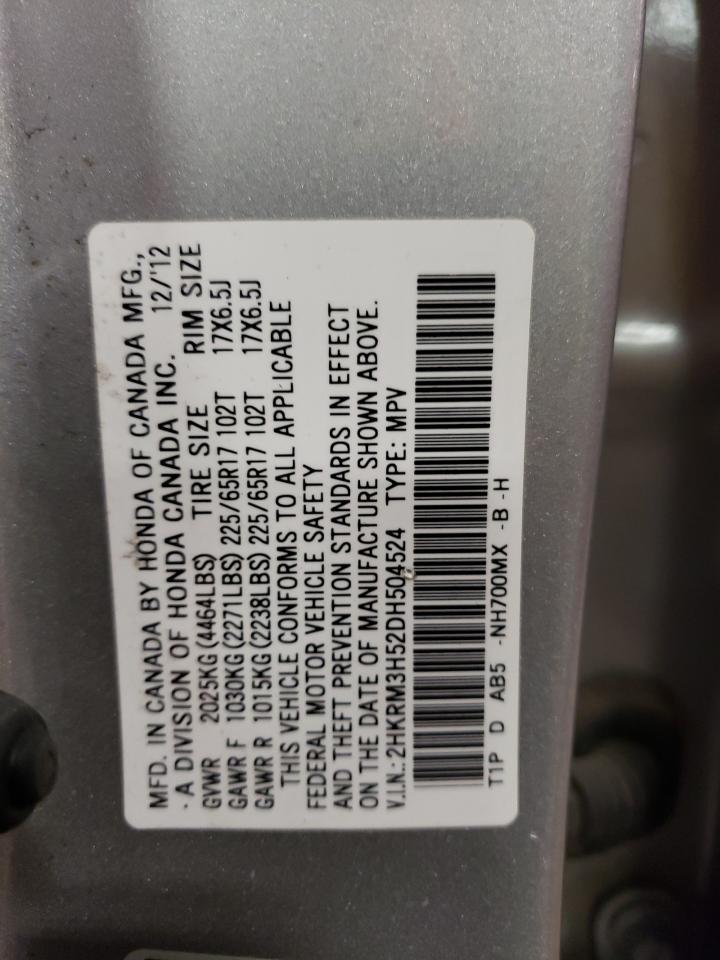 MFD. IN CANADA BY HONDA OF CANADA MFG.,
· A DIVISION OF HONDA CANADA INC. 12/'12
GVWR 2025KG(4464LBS) TIRE SIZE RIM SIZE
GAWR F 1030KG(2271LBS) 225/65R17 102T 17X6.5J
GAWR R 1015KG(2238LBS) 225/65R17 102T 17X6.5J
THIS VEHICLE CONFORMS TO ALL APPLICABLE
FEDERAL MOTOR VEHICLE SAFETY
AND THEFT PREVENTION STANDARDS IN EFFECT
ON THE DATE OF MANUFACTURE SHOWN ABOVE.
V.I.N.: 2HKRM3H52DH504524 TYPE: MPV
T1P D AB5 -NH700MX -B -H